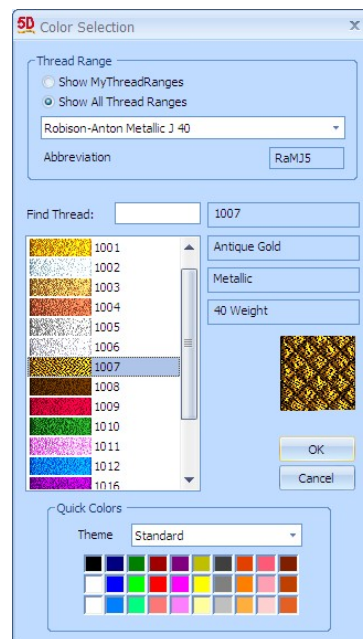 5D Color Selection X
Thread Range
Show MyThreadRanges
Show All Thread Ranges
Robison-Anton Metallic J 40
Abbreviation RaMJ5
Find Thread: 1007
1001 Antique Gold
1002
1003 Metallic
1004
1005 40 Weight
1006
1007
1008
1009
1010
1011 OK
1012 Cancel
1016
Quick Colors
Theme Standard